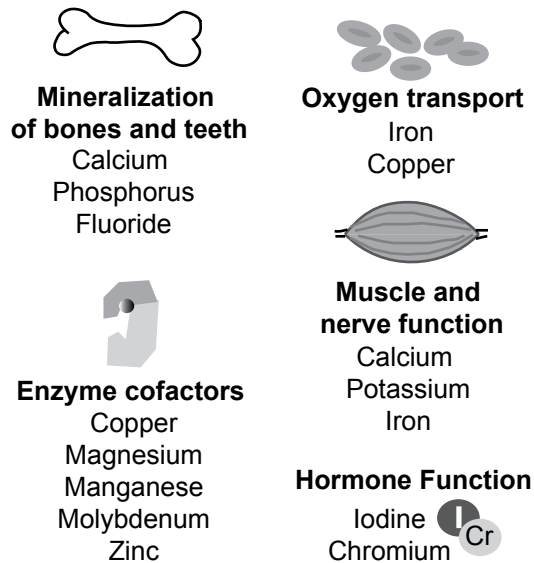 Mineralization
of bones and teeth
Calcium
Phosphorus
Fluoride
Enzyme cofactors
Copper
Magnesium
Manganese
Molybdenum
Zinc
Oxygen transport
Iron
Copper
Muscle and
nerve function
Calcium
Potassium
Iron
Hormone Function
Iodine I
Chromium Cr